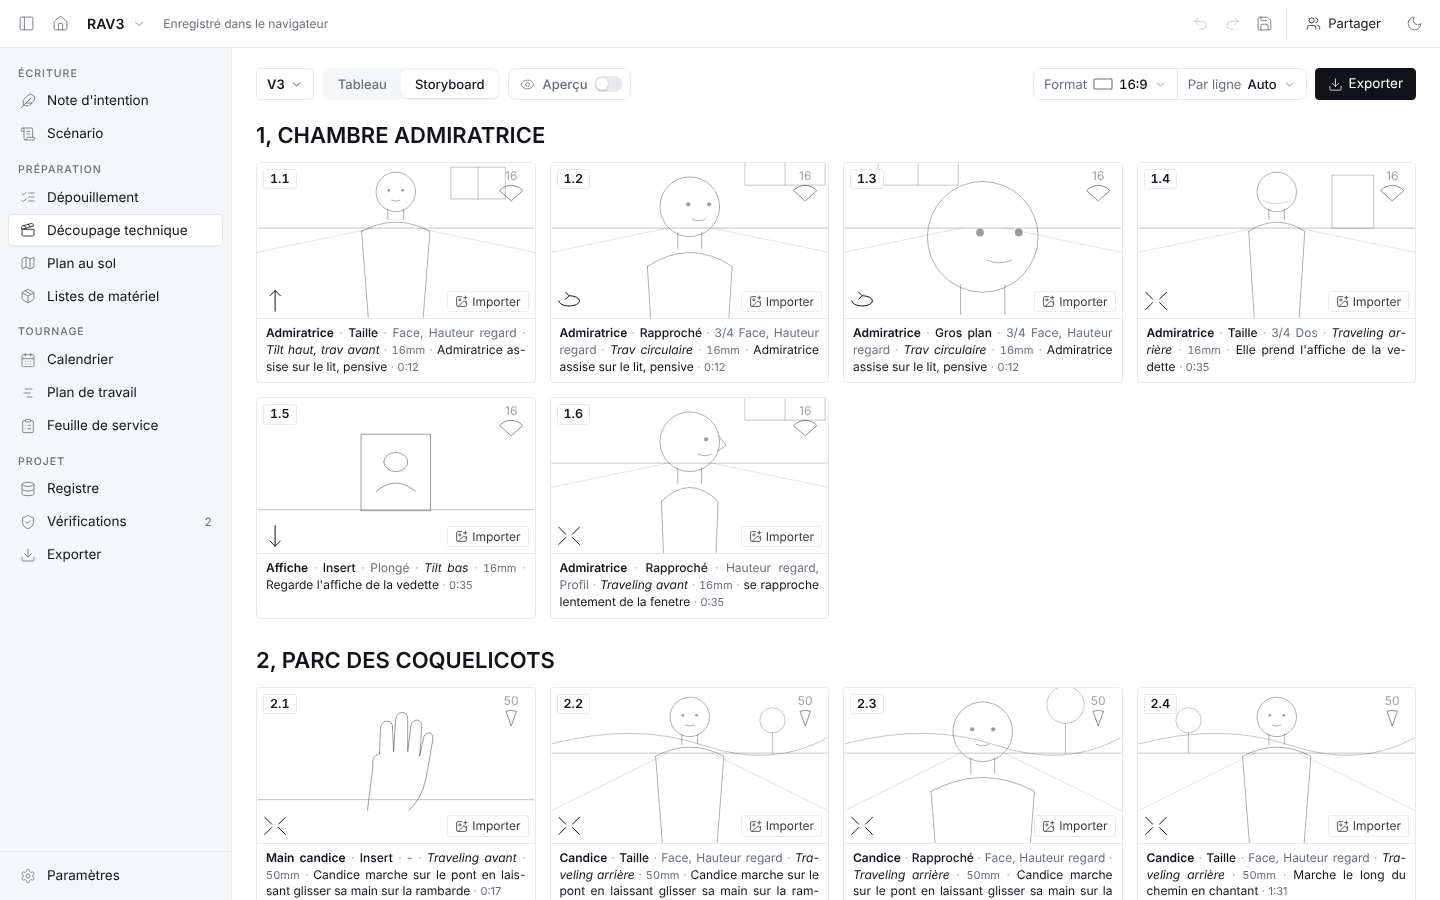 RAV3
Enregistré dans le navigateur
Partager
ÉCRITURE
Note d'intention
Scénario
PRÉPARATION
Dépouillement
Découpage technique
Plan au sol
Listes de matériel
TOURNAGE
Calendrier
Plan de travail
Feuille de service
PROJET
Registre
Vérifications 2
Exporter
Paramètres
V3
Tableau
Storyboard
Aperçu
Format 16:9
Par ligne Auto
Exporter
1, CHAMBRE ADMIRATRICE
1.1
16
Importer
Admiratrice · Taille · Face, Hauteur regard ·
Tilt haut, trav avant · 16mm · Admiratrice as-
sise sur le lit, pensive · 0:12
1.2
16
Importer
Admiratrice · Rapproché · 3/4 Face, Hauteur
regard · Trav circulaire · 16mm · Admiratrice
assise sur le lit, pensive · 0:12
1.3
16
Importer
Admiratrice · Gros plan · 3/4 Face, Hauteur
regard · Trav circulaire · 16mm · Admiratrice
assise sur le lit, pensive · 0:12
1.4
16
Importer
Admiratrice · Taille · 3/4 Dos · Traveling ar-
rière · 16mm · Elle prend l'affiche de la ve-
dette · 0:35
1.5
16
Importer
Affiche · Insert · Plongé · Tilt bas · 16mm ·
Regarde l'affiche de la vedette · 0:35
1.6
16
Importer
Admiratrice · Rapproché · Hauteur regard,
Profil · Traveling avant · 16mm · se rapproche
lentement de la fenetre · 0:35
2, PARC DES COQUELICOTS
2.1
50
Importer
Main candice · Insert · - · Traveling avant ·
50mm · Candice marche sur le pont en lais-
sant glisser sa main sur la rambarde · 0:17
2.2
50
Importer
Candice · Taille · Face, Hauteur regard · Tra-
veling arrière · 50mm · Candice marche sur le
pont en laissant glisser sa main sur la ram-
2.3
50
Importer
Candice · Rapproché · Face, Hauteur regard ·
Traveling arrière · 50mm · Candice marche
sur le pont en laissant glisser sa main sur la
2.4
50
Importer
Candice · Taille · Face, Hauteur regard · Tra-
veling arrière · 50mm · Marche le long du
chemin en chantant · 1:31